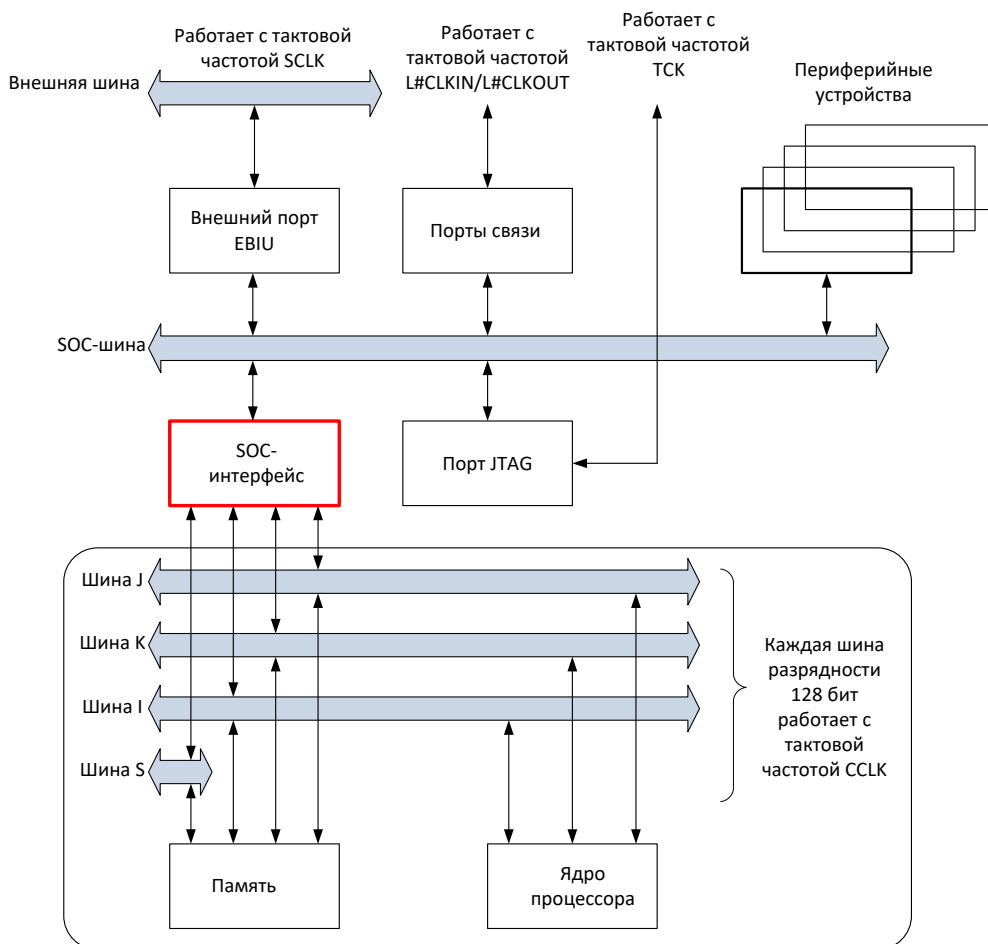 Работает с тактовой
частотой SCLK
Работает с
тактовой частотой
L#CLKIN/L#CLKOUT
Работает с
тактовой частотой
TCK
Внешняя шина
Периферийные
устройства
Внешний порт
EBIU
Порты связи
SOC-шина
SOC-
интерфейс
Порт JTAG
Шина J
Шина K
Шина I
Шина S
Каждая шина
разрядности
128 бит
работает с
тактовой
частотой CCLK
Память
Ядро
процессора